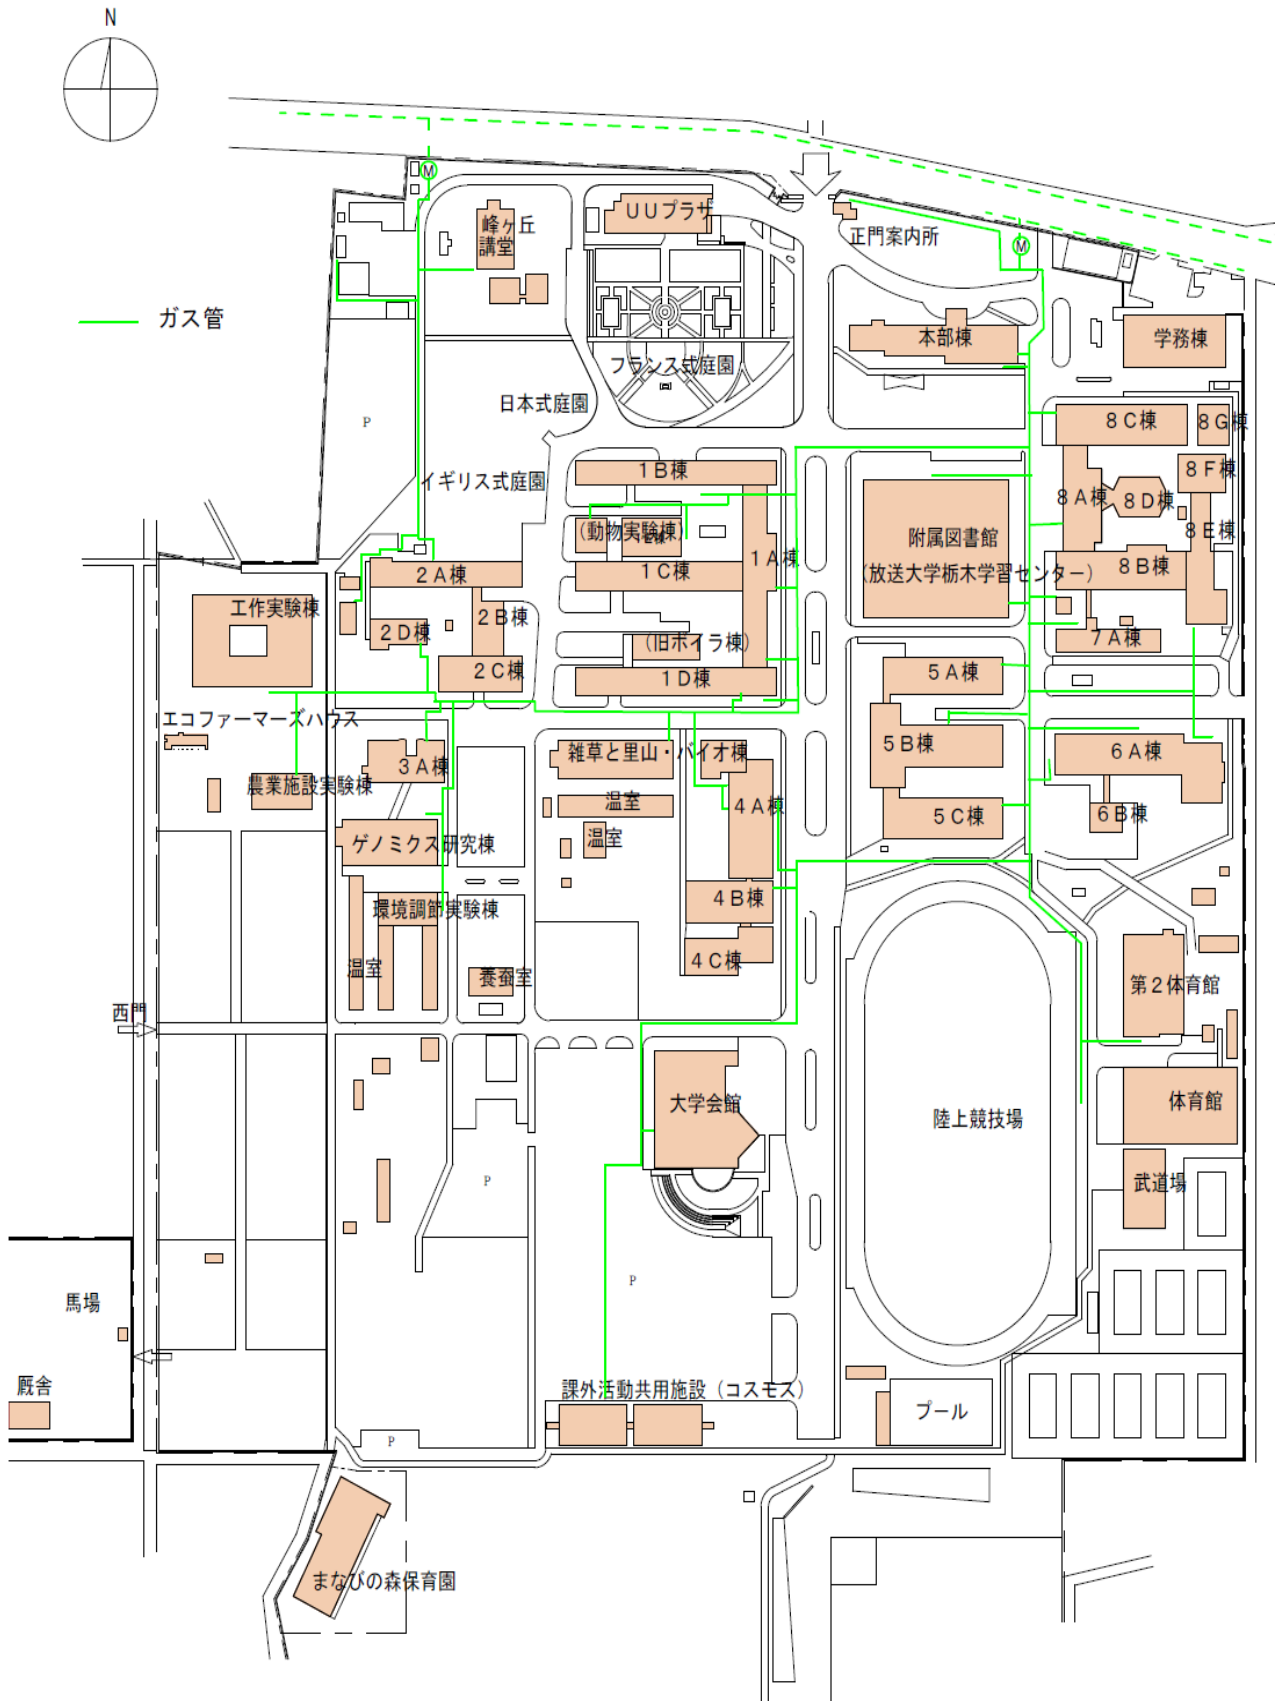 N
M
峰ヶ丘
講堂
UUプラザ
正門案内所
M
ガス管
本部棟
学務棟
フランス式庭園
日本式庭園
P
8C棟
8G棟
イギリス式庭園
1B棟
8F棟
8A棟
8D棟
(動物実験棟)
1A棟
附属図書館
8E棟
(放送大学栃木学習センター)
2A棟
1C棟
8B棟
工作実験棟
2B棟
2D棟
(旧ボイラ棟)
7A棟
2C棟
1D棟
5A棟
エコファーマーズハウス
雑草と里山・バイオ棟
5B棟
6A棟
3A棟
農業施設実験棟
温室
4A棟
5C棟
6B棟
ゲノミクス研究棟
温室
4B棟
環境調節実験棟
温室
養蚕室
4C棟
第2体育館
西門
大学会館
陸上競技場
体育館
P
武道場
P
馬場
厩舎
課外活動共用施設(コスモス)
プール
P
まなびの森保育園